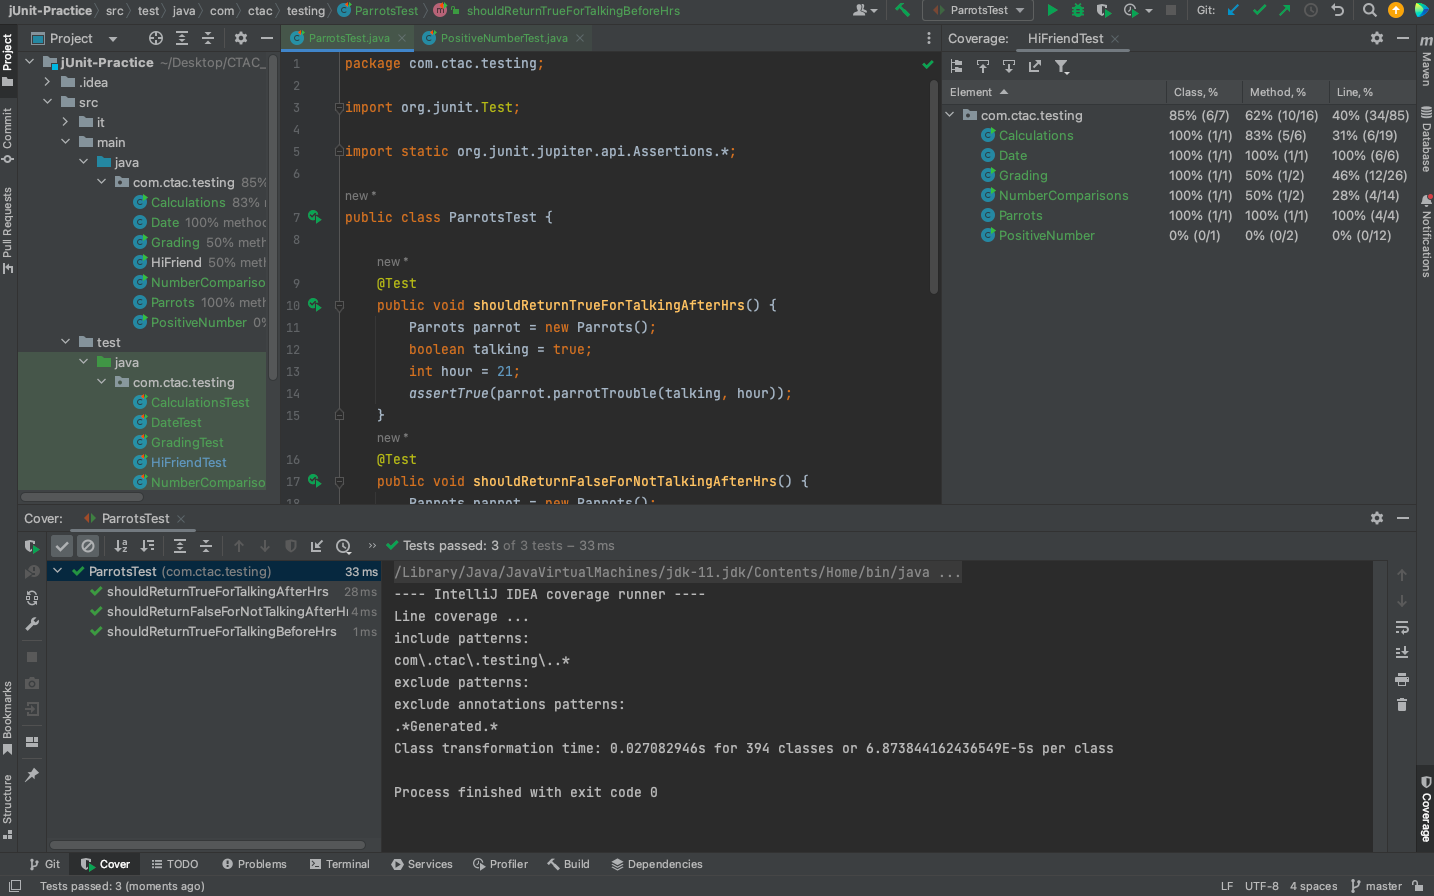 jUnit-Practice src test java com ctac testing ParrotsTest shouldReturnTrueForTalkingBeforeHrs
ParrotsTest
Git:
Project
Commit
Pull Requests
Bookmarks
Structure
Project
jUnit-Practice ~/Desktop/CTAC_
.idea
src
it
main
java
com.ctac.testing 85%
Calculations 83%
Date 100% method
Grading 50% meth
HiFriend 50% meth
NumberCompariso
Parrots 100% meth
PositiveNumber 0%
test
java
com.ctac.testing
CalculationsTest
DateTest
GradingTest
HiFriendTest
NumberCompariso
ParrotsTest.java
PositiveNumberTest.java
1 package com.ctac.testing;
2
3 import org.junit.Test;
4
5 import static org.junit.jupiter.api.Assertions.*;
6
new *
7 public class ParrotsTest {
8
new *
9 @Test
10 public void shouldReturnTrueForTalkingAfterHrs() {
11 Parrots parrot = new Parrots();
12 boolean talking = true;
13 int hour = 21;
14 assertTrue(parrot.parrotTrouble(talking, hour));
15 }
new *
16 @Test
17 public void shouldReturnFalseForNotTalkingAfterHrs() {
18 Parrots parrot = new Parrots();
Coverage: HiFriendTest
Element Class, % Method, % Line, %
com.ctac.testing 85% (6/7) 62% (10/16) 40% (34/85)
Calculations 100% (1/1) 83% (5/6) 31% (6/19)
Date 100% (1/1) 100% (1/1) 100% (6/6)
Grading 100% (1/1) 50% (1/2) 46% (12/26)
NumberComparisons 100% (1/1) 50% (1/2) 28% (4/14)
Parrots 100% (1/1) 100% (1/1) 100% (4/4)
PositiveNumber 0% (0/1) 0% (0/2) 0% (0/12)
m Maven
Database
Notifications
Coverage
Cover: ParrotsTest
» Tests passed: 3 of 3 tests – 33 ms
ParrotsTest (com.ctac.testing) 33 ms
shouldReturnTrueForTalkingAfterHrs 28 ms
shouldReturnFalseForNotTalkingAfterHr 4 ms
shouldReturnTrueForTalkingBeforeHrs 1 ms
/Library/Java/JavaVirtualMachines/jdk-11.jdk/Contents/Home/bin/java ...
---- IntelliJ IDEA coverage runner ----
Line coverage ...
include patterns:
com\.ctac\.testing\..*
exclude patterns:
exclude annotations patterns:
.*Generated.*
Class transformation time: 0.027082946s for 394 classes or 6.873844162436549E-5s per class
Process finished with exit code 0
Git Cover TODO Problems Terminal Services Profiler Build Dependencies
Tests passed: 3 (moments ago)
LF UTF-8 4 spaces master